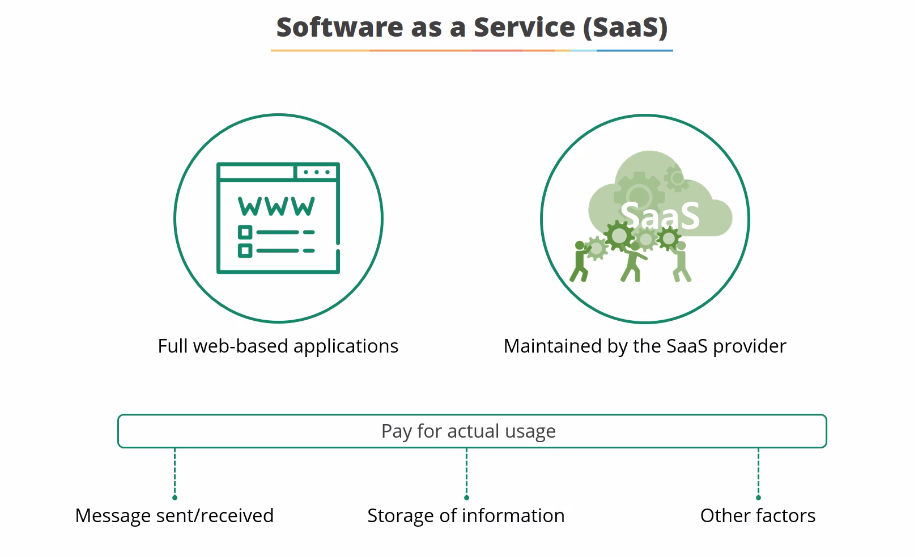 Software as a Service (SaaS)
WWW
SaaS
Full web-based applications
Maintained by the SaaS provider
Pay for actual usage
Message sent/received
Storage of information
Other factors